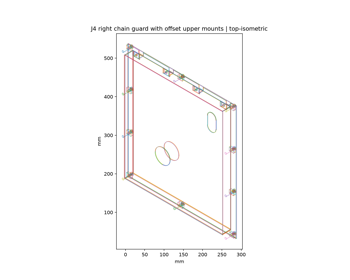 J4 right chain guard with offset upper mounts | top-isometric
500
400
300
200
100
mm
0 50 100 150 200 250 300
mm